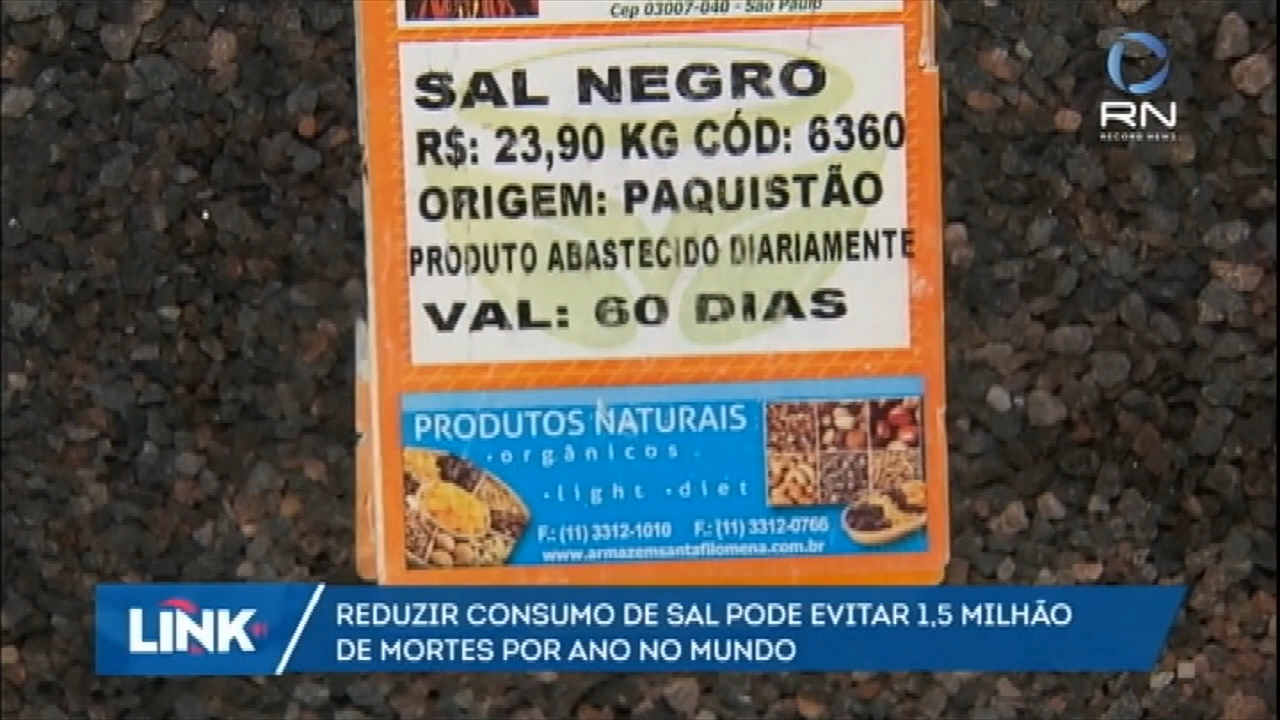 Cep 03007-040 - São Paulo
SAL NEGRO
R$: 23,90 KG CÓD: 6360
ORIGEM: PAQUISTÃO
PRODUTO ABASTECIDO DIARIAMENTE
VAL: 60 DIAS
PRODUTOS NATURAIS
•orgânicos
•light •diet
F.: (11) 3312-1010 F.: (11) 3312-0766
www.armazemsantafilomena.com.br
RN
RECORD NEWS
LINK
REDUZIR CONSUMO DE SAL PODE EVITAR 1,5 MILHÃO
DE MORTES POR ANO NO MUNDO